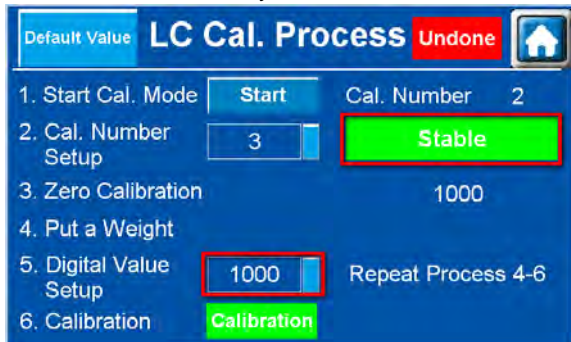 Default Value LC Cal. Process Undone
1. Start Cal. Mode Start Cal. Number 2
2. Cal. Number Setup 3 Stable
3. Zero Calibration 1000
4. Put a Weight
5. Digital Value Setup 1000 Repeat Process 4-6
6. Calibration Calibration